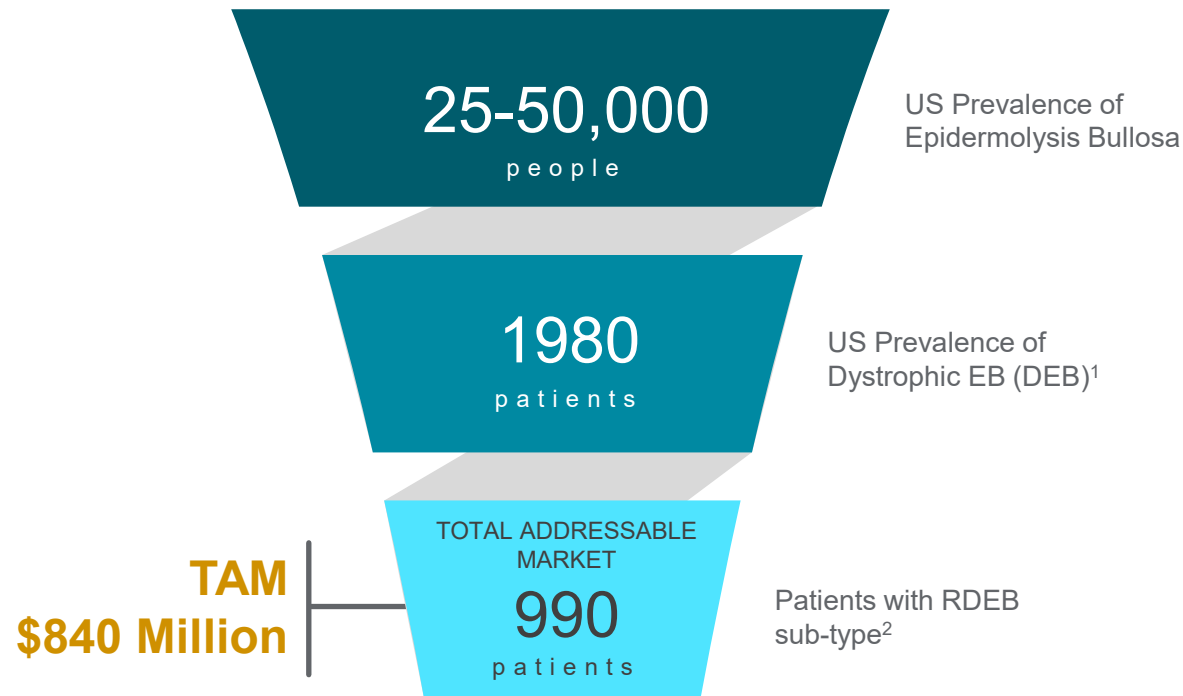 25-50,000
people
US Prevalence of
Epidermolysis Bullosa
1980
patients
US Prevalence of
Dystrophic EB (DEB)¹
TOTAL ADDRESSABLE
MARKET
990
patients
TAM
$840 Million
Patients with RDEB
sub-type²